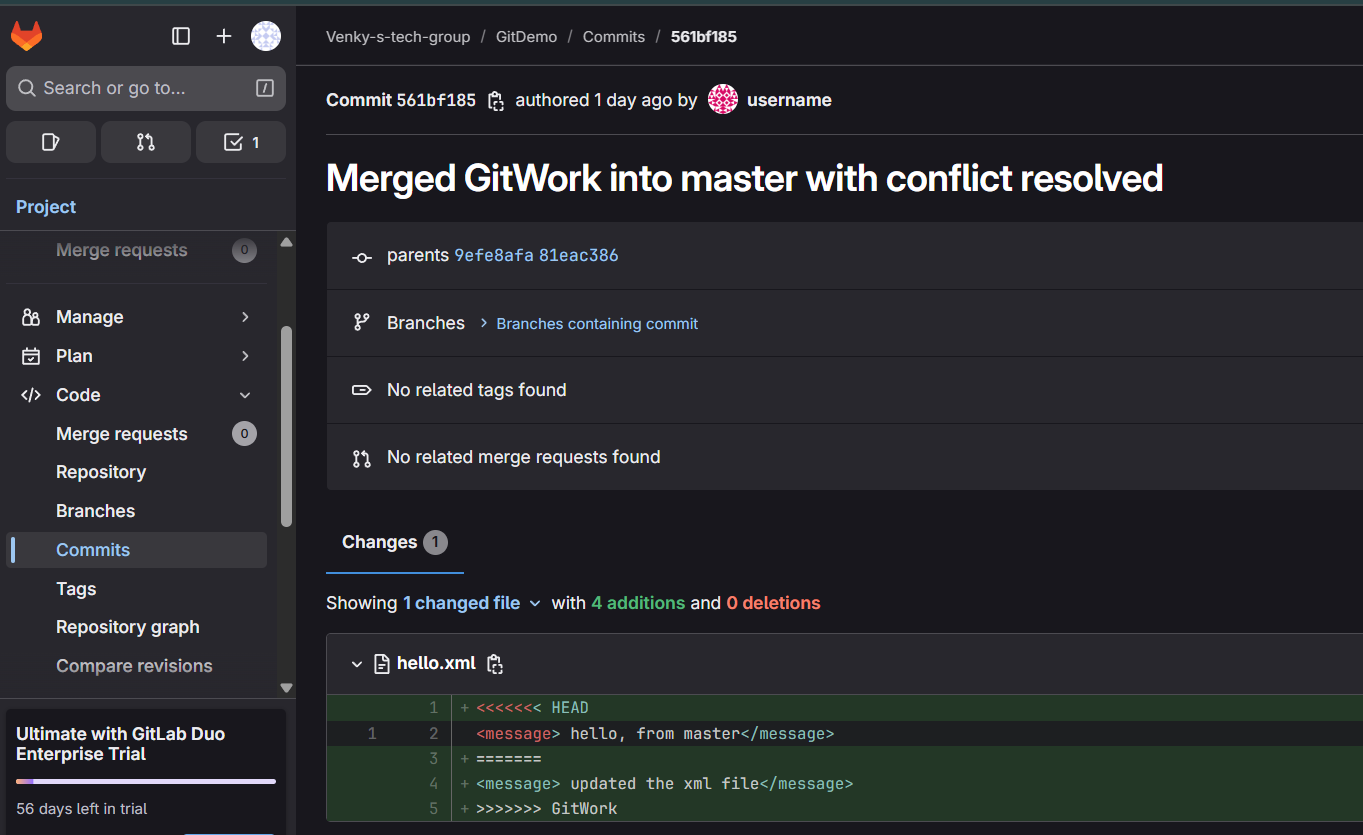 Search or go to... /
1
Project
Merge requests 0
Manage
Plan
Code
Merge requests 0
Repository
Branches
Commits
Tags
Repository graph
Compare revisions
Ultimate with GitLab Duo
Enterprise Trial
56 days left in trial
Venky-s-tech-group / GitDemo / Commits / 561bf185
Commit 561bf185 authored 1 day ago by username
Merged GitWork into master with conflict resolved
parents 9efe8afa 81eac386
Branches > Branches containing commit
No related tags found
No related merge requests found
Changes 1
Showing 1 changed file with 4 additions and 0 deletions
hello.xml
1 + <<<<<<< HEAD
1 2 <message> hello, from master</message>
3 + =======
4 + <message> updated the xml file</message>
5 + >>>>>>> GitWork